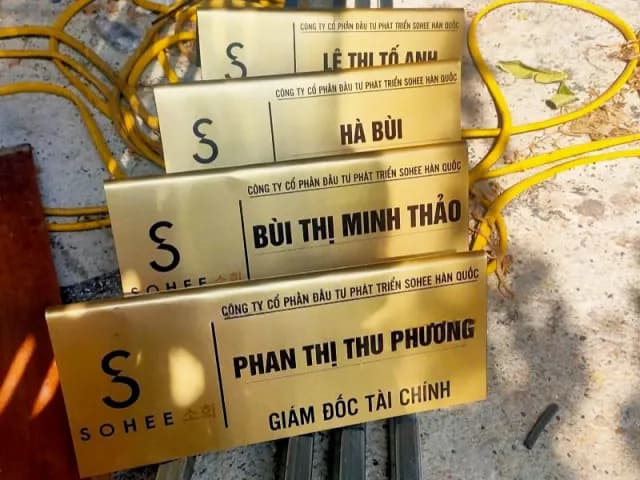 CÔNG TY CỔ PHẦN ĐẦU TƯ PHÁT TRIỂN SOHEE HÀN QUỐC
LÊ THỊ TỐ ANH
CÔNG TY CỔ PHẦN ĐẦU TƯ PHÁT TRIỂN SOHEE HÀN QUỐC
HÀ BÙI
CÔNG TY CỔ PHẦN ĐẦU TƯ PHÁT TRIỂN SOHEE HÀN QUỐC
BÙI THỊ MINH THẢO
SOHEE 소희
CÔNG TY CỔ PHẦN ĐẦU TƯ PHÁT TRIỂN SOHEE HÀN QUỐC
PHAN THỊ THU PHƯƠNG
GIÁM ĐỐC TÀI CHÍNH
SOHEE 소희